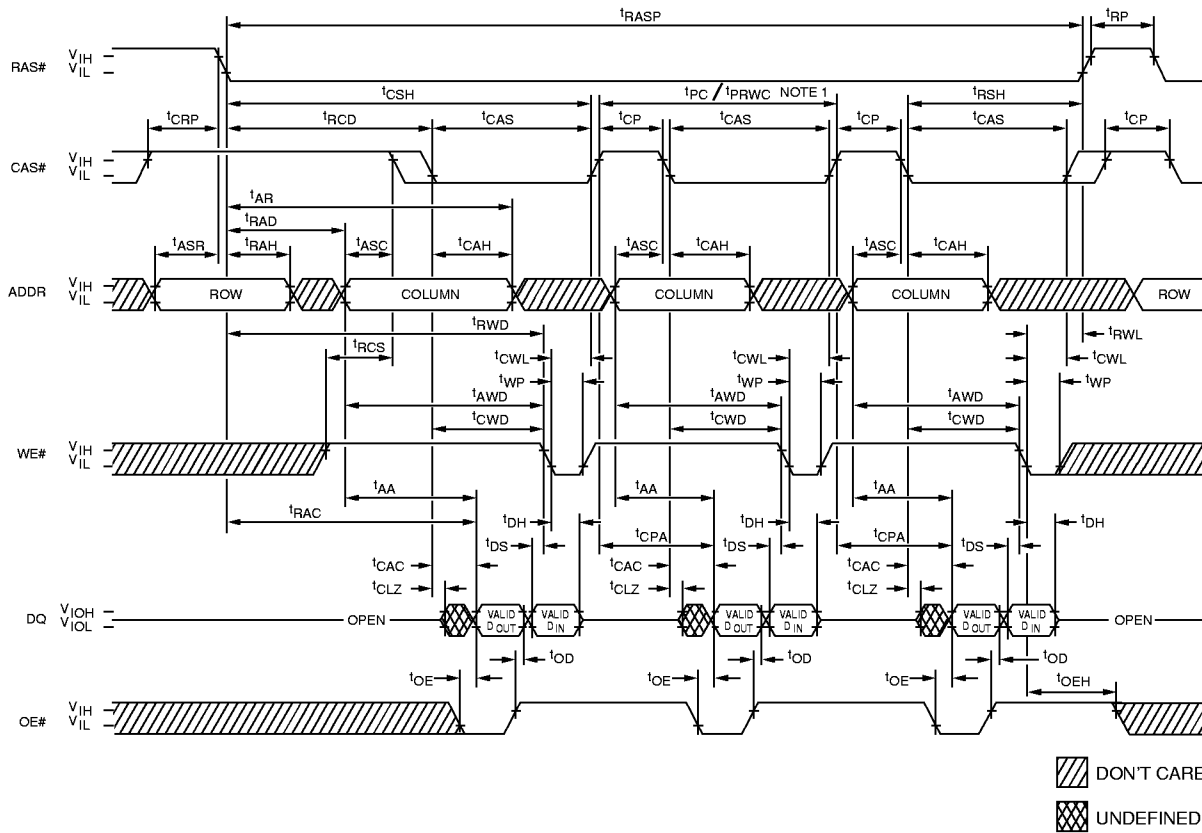 tRASP tRP
RAS# VIH VIL
tCSH tPC / tPRWC NOTE 1 tRSH
tCRP tRCD tCAS tCP tCAS tCP tCAS tCP
CAS# VIH VIL
tAR
tRAD
tASR tRAH tASC tCAH tASC tCAH tASC tCAH
ADDR VIH VIL ROW COLUMN COLUMN COLUMN ROW
tRWD tRWL
tRCS tCWL tCWL tCWL
tWP tWP tWP
tAWD tAWD tAWD
tCWD tCWD tCWD
WE# VIH VIL
tAA tAA tAA
tRAC tDH tDH tDH
tDS tCPA tDS tCPA tDS
tCAC tCAC tCAC
tCLZ tCLZ tCLZ
DQ VIOH VIOL OPEN VALID DOUT VALID DIN VALID DOUT VALID DIN VALID DOUT VALID DIN OPEN
tOD tOD tOD
tOE tOE tOE tOEH
OE# VIH VIL
DON'T CARE
UNDEFINED